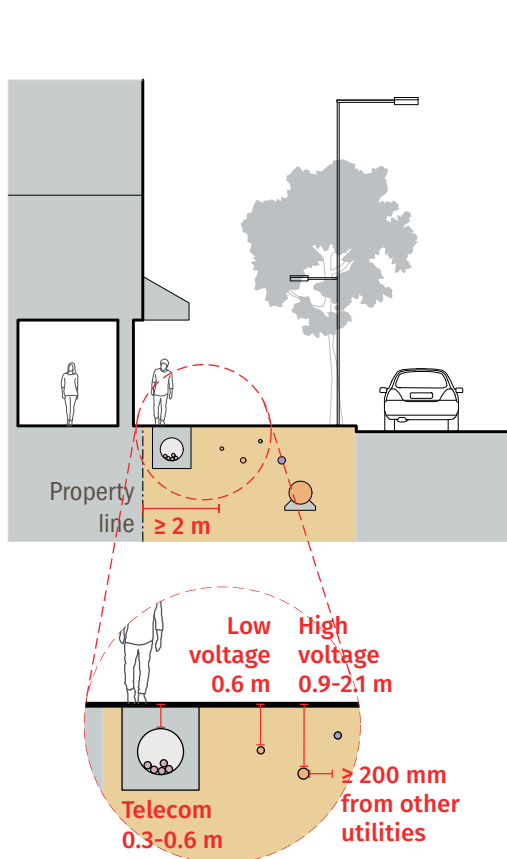 Property
line
≥ 2 m
Low
voltage
0.6 m
High
voltage
0.9-2.1 m
Telecom
0.3-0.6 m
≥ 200 mm
from other
utilities